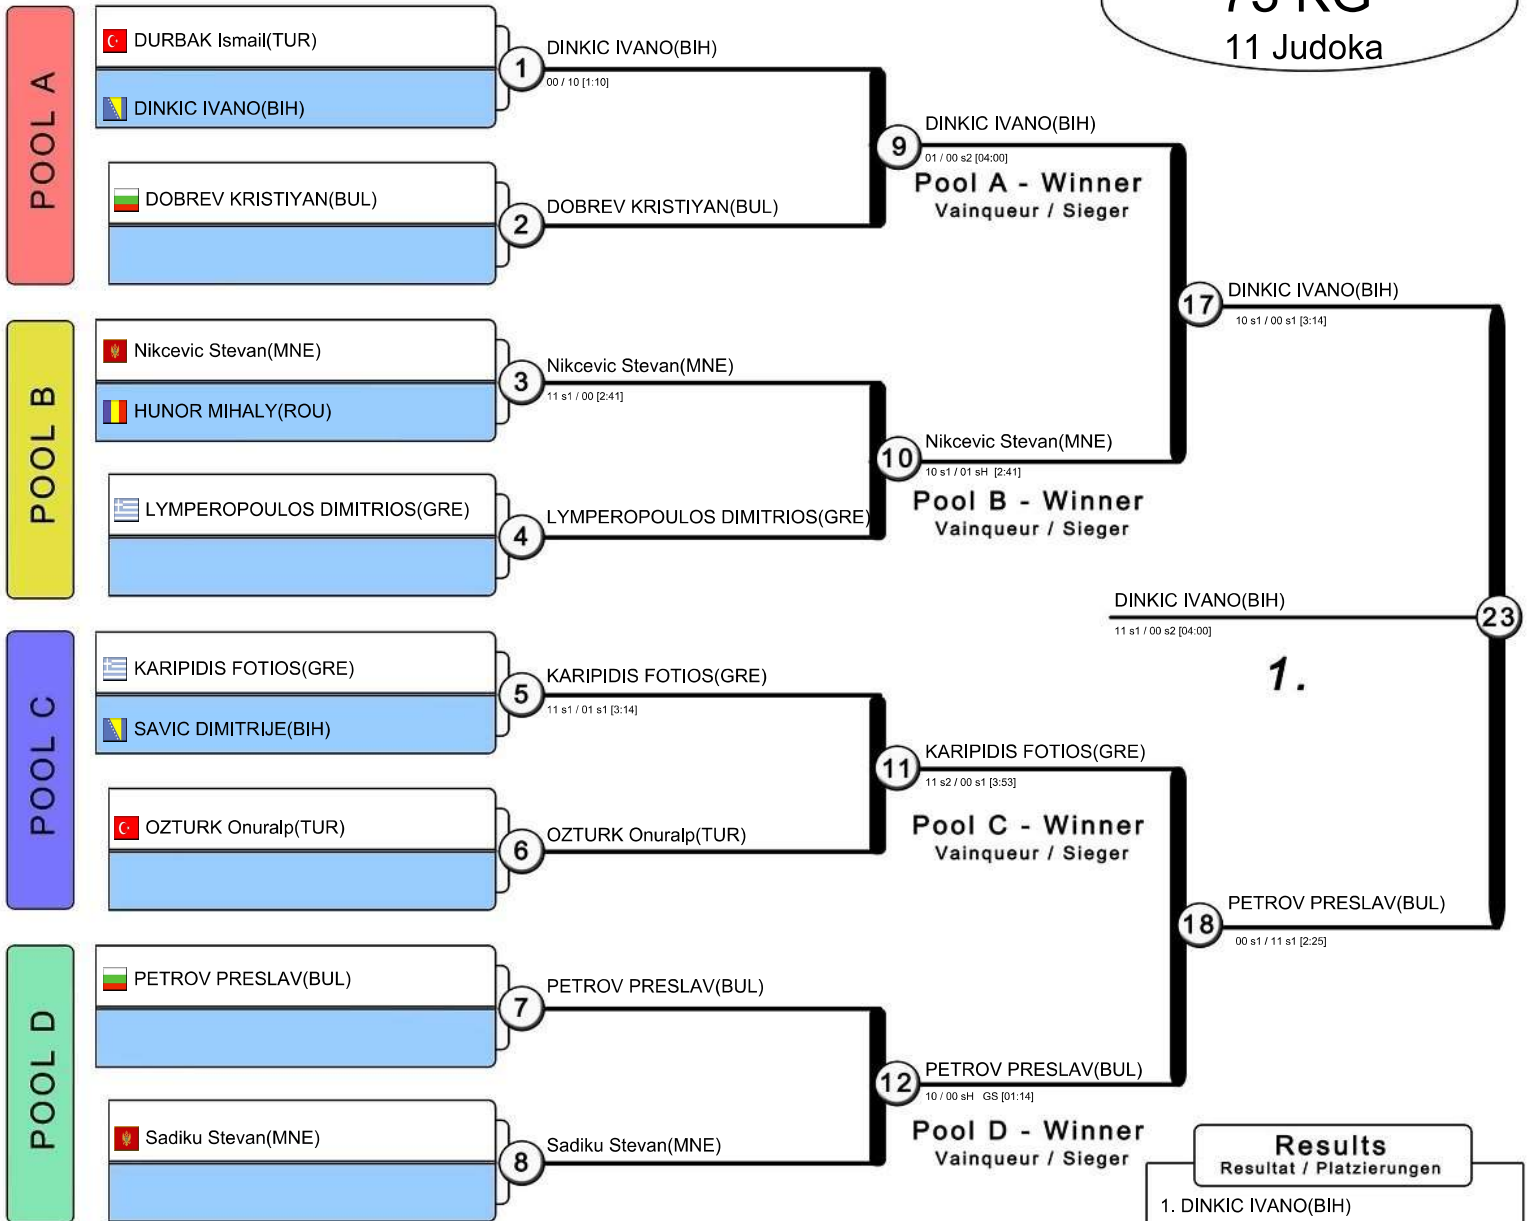 73 KG
11 Judoka
POOL A
DURBAK Ismail(TUR)
DINKIC IVANO(BIH)
1
DINKIC IVANO(BIH)
00 / 10 [1:10]
DOBREV KRISTIYAN(BUL)
2
DOBREV KRISTIYAN(BUL)
9
DINKIC IVANO(BIH)
01 / 00 s2 [04:00]
Pool A - Winner
Vainqueur / Sieger
POOL B
Nikcevic Stevan(MNE)
HUNOR MIHALY(ROU)
3
Nikcevic Stevan(MNE)
11 s1 / 00 [2:41]
LYMPEROPOULOS DIMITRIOS(GRE)
4
LYMPEROPOULOS DIMITRIOS(GRE)
10
Nikcevic Stevan(MNE)
10 s1 / 01 sH [2:41]
Pool B - Winner
Vainqueur / Sieger
17
DINKIC IVANO(BIH)
10 s1 / 00 s1 [3:14]
DINKIC IVANO(BIH)
23
11 s1 / 00 s2 [04:00]
1.
POOL C
KARIPIDIS FOTIOS(GRE)
SAVIC DIMITRIJE(BIH)
5
KARIPIDIS FOTIOS(GRE)
11 s1 / 01 s1 [3:14]
OZTURK Onuralp(TUR)
6
OZTURK Onuralp(TUR)
11
KARIPIDIS FOTIOS(GRE)
11 s2 / 00 s1 [3:53]
Pool C - Winner
Vainqueur / Sieger
18
PETROV PRESLAV(BUL)
00 s1 / 11 s1 [2:25]
POOL D
PETROV PRESLAV(BUL)
7
PETROV PRESLAV(BUL)
Sadiku Stevan(MNE)
8
Sadiku Stevan(MNE)
12
PETROV PRESLAV(BUL)
10 / 00 sH GS [01:14]
Pool D - Winner
Vainqueur / Sieger
Results
Resultat / Platzierungen
1. DINKIC IVANO(BIH)